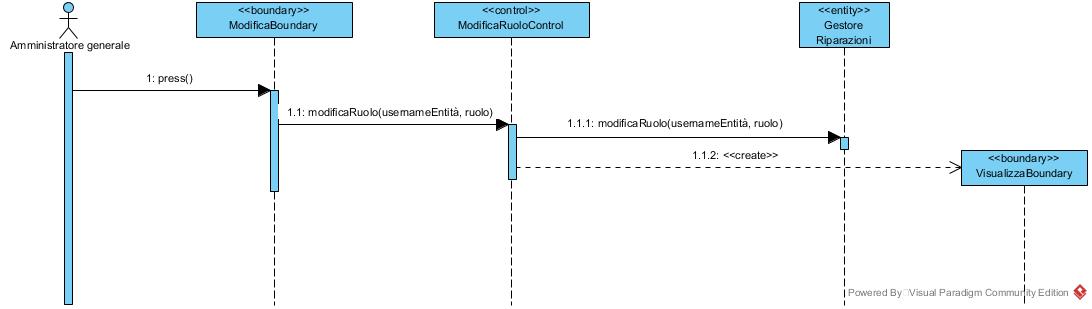 <<boundary>>
ModificaBoundary
<<control>>
ModificaRuoloControl
<<entity>>
Gestore
Riparazioni
Amministratore generale
1: press()
1.1: modificaRuolo(usernameEntità, ruolo)
1.1.1: modificaRuolo(usernameEntità, ruolo)
1.1.2: <<create>>
<<boundary>>
VisualizzaBoundary
Powered By Visual Paradigm Community Edition